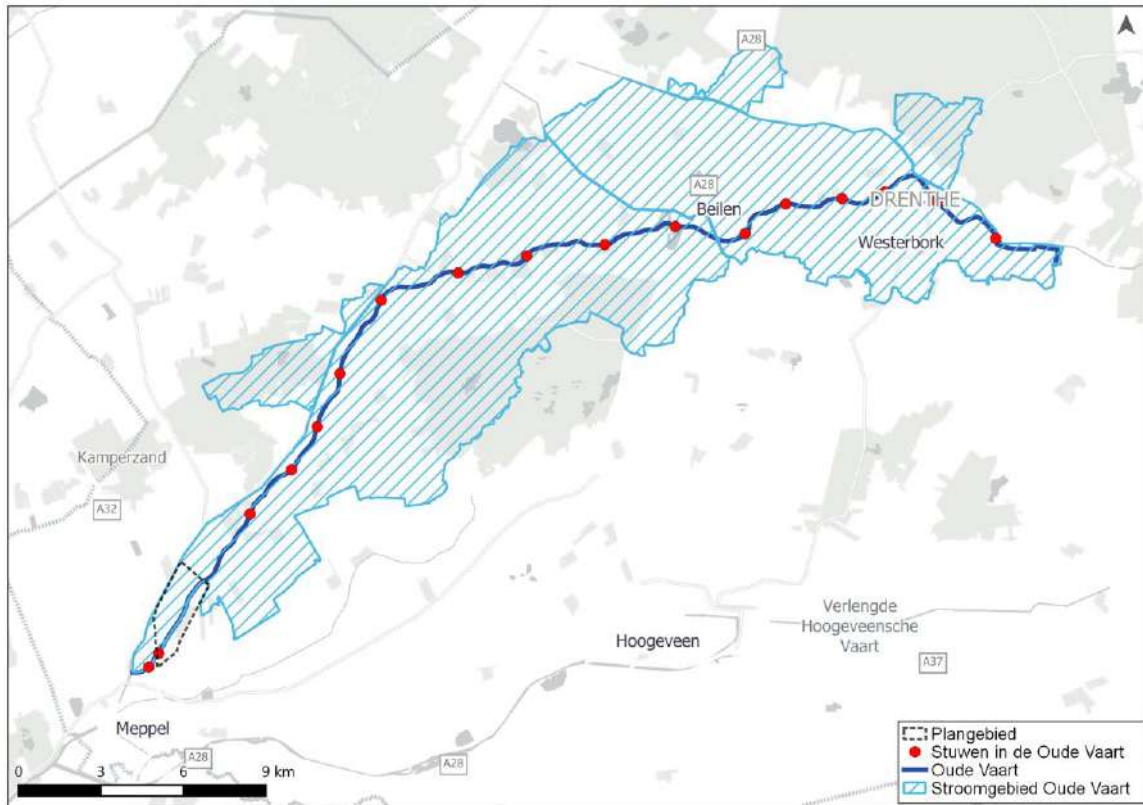 A28
A28
Beilen
DRENTHE
Westerbork
Kamperzand
A32
Verlengde
Hoogeveensche
Vaart
Hoogeveen
A37
Meppel
A28
A28
0 3 6 9 km
Plangebied
Stuwen in de Oude Vaart
Oude Vaart
Stroomgebied Oude Vaart